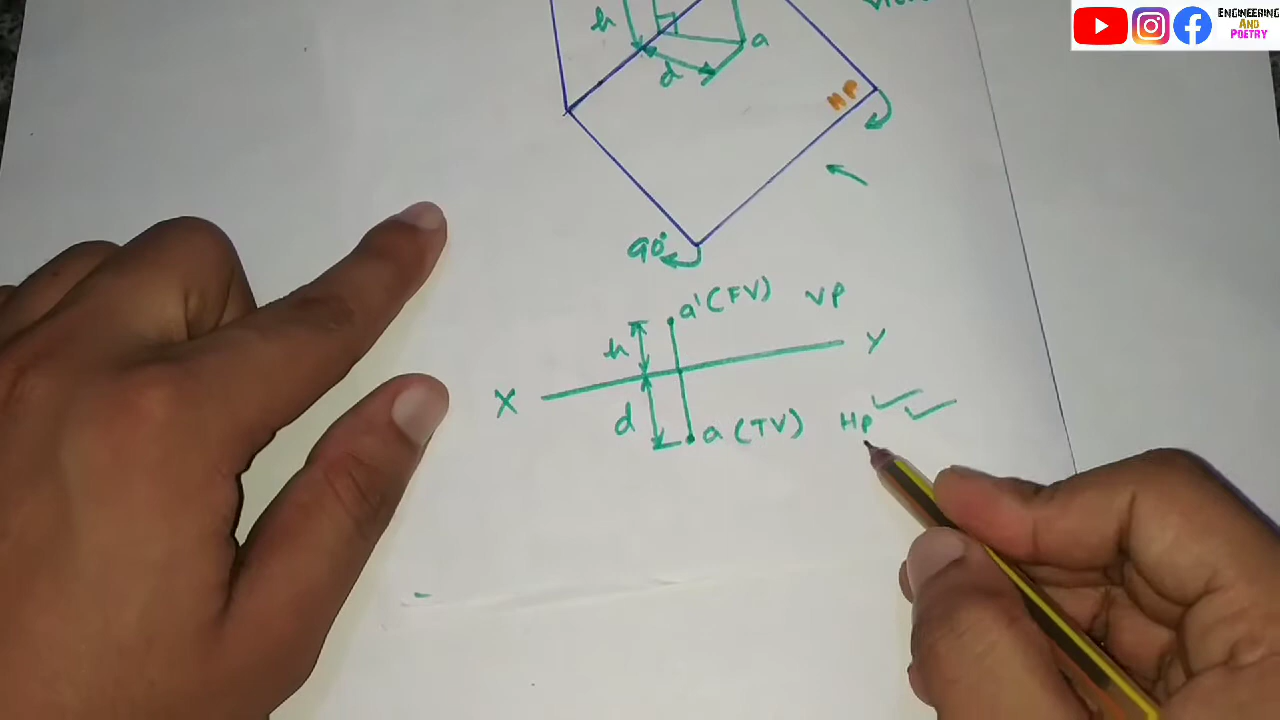 ENGINEERING
AND
POETRY
h
a
d
HP
90°
a'(FV) VP
h
Y
X
d
a (TV) HP